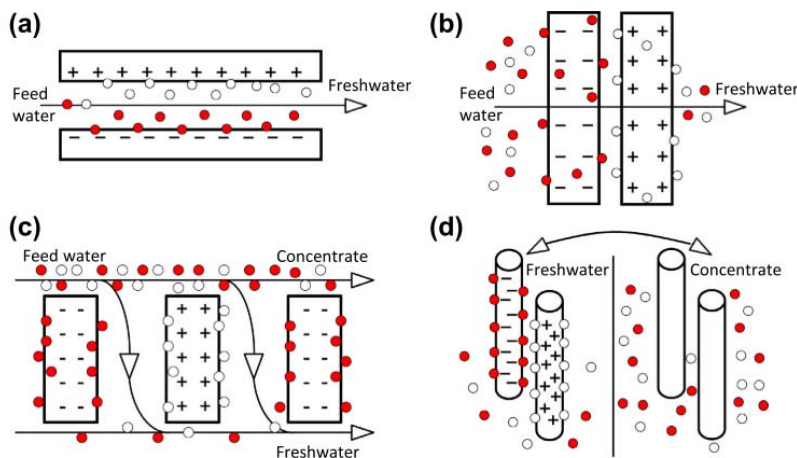 (a)
+ + + + + + + + +
Feed
water
Freshwater
− − − − − − − − − − −
(b)
Feed
water
Freshwater
(c)
Feed water
Concentrate
Freshwater
(d)
Freshwater
Concentrate